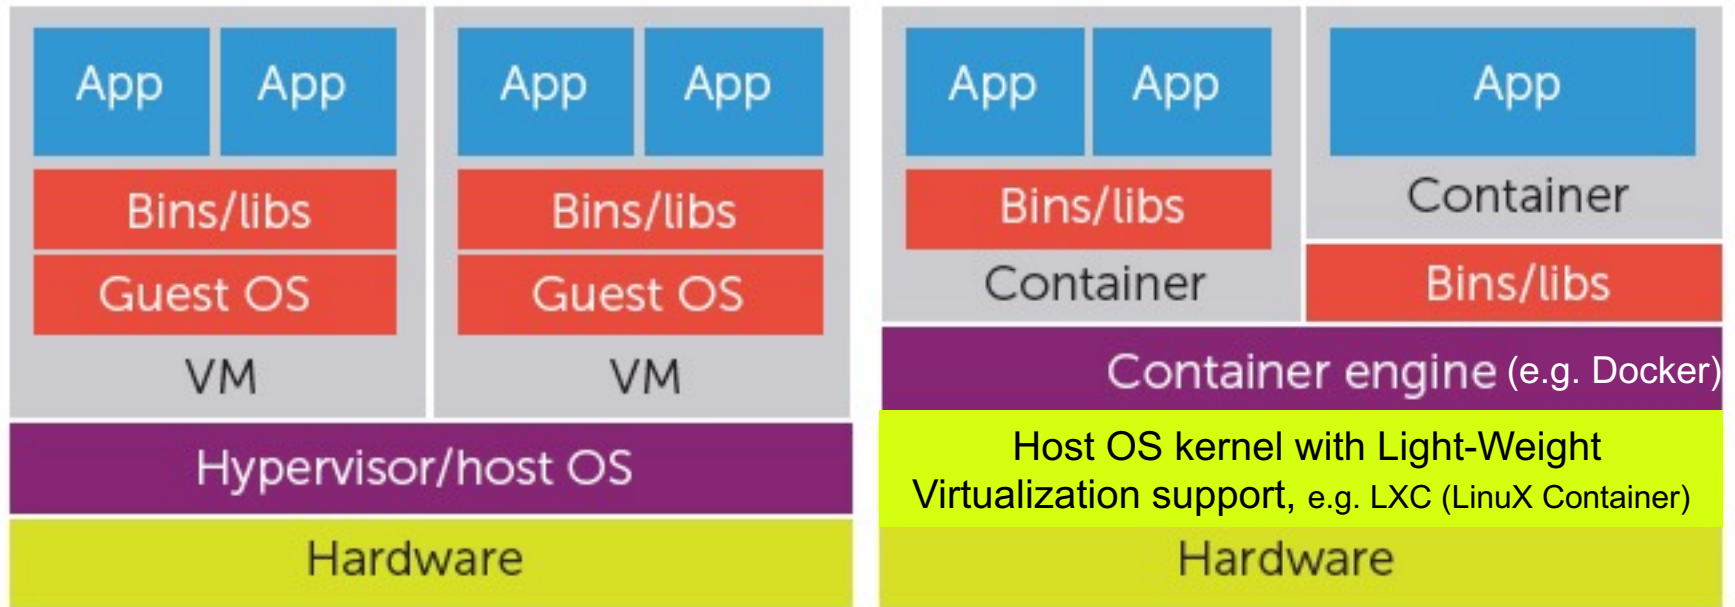 App
App
Bins/libs
Guest OS
VM
App
App
Bins/libs
Guest OS
VM
Hypervisor/host OS
Hardware
App
App
Bins/libs
Container
App
Container
Bins/libs
Container engine (e.g. Docker)
Host OS kernel with Light-Weight
Virtualization support, e.g. LXC (LinuX Container)
Hardware